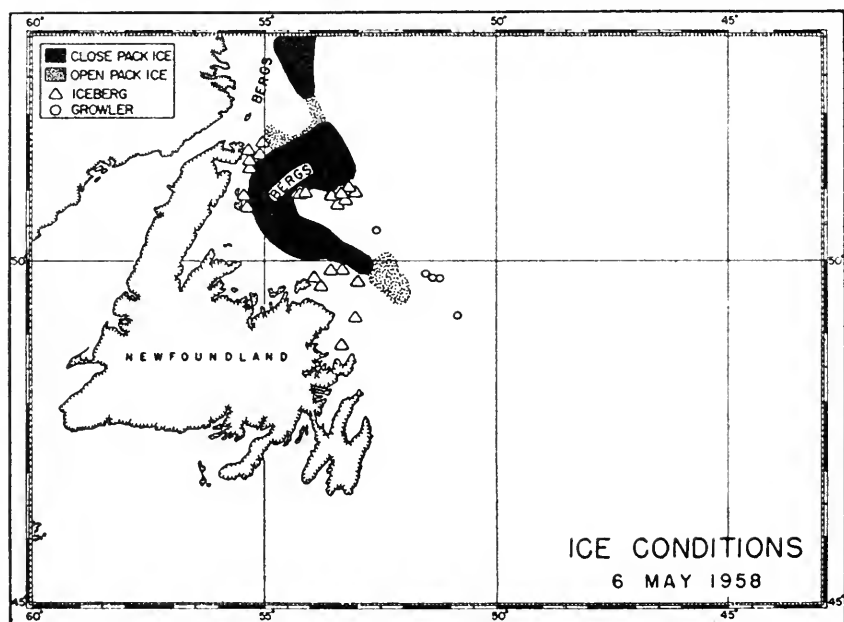 60°
55°
50°
45°
CLOSE PACK ICE
OPEN PACK ICE
ICEBERG
GROWLER
BERGS
BERGS
50°
50°
NEWFOUNDLAND
ICE CONDITIONS
6 MAY 1958
45°
45°
60°
55°
50°
45°